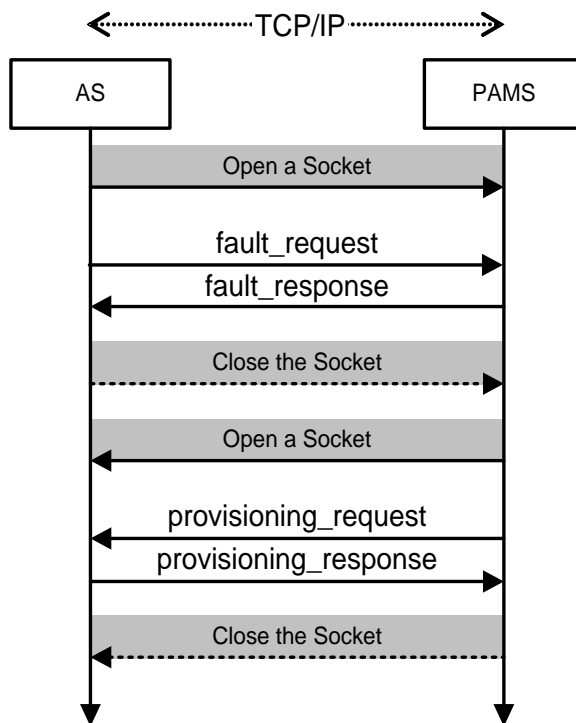 TCP/IP
AS
PAMS
Open a Socket
fault_request
fault_response
Close the Socket
Open a Socket
provisioning_request
provisioning_response
Close the Socket